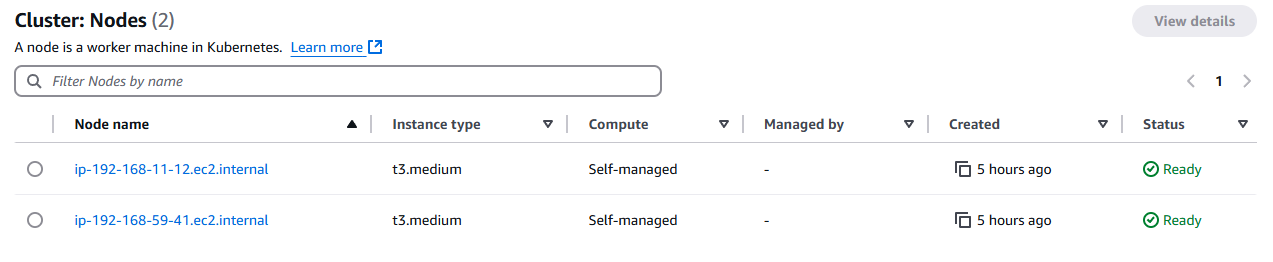 Cluster: Nodes (2)
View details
A node is a worker machine in Kubernetes. Learn more
Filter Nodes by name
1
Node name Instance type Compute Managed by Created Status
ip-192-168-11-12.ec2.internal t3.medium Self-managed - 5 hours ago Ready
ip-192-168-59-41.ec2.internal t3.medium Self-managed - 5 hours ago Ready